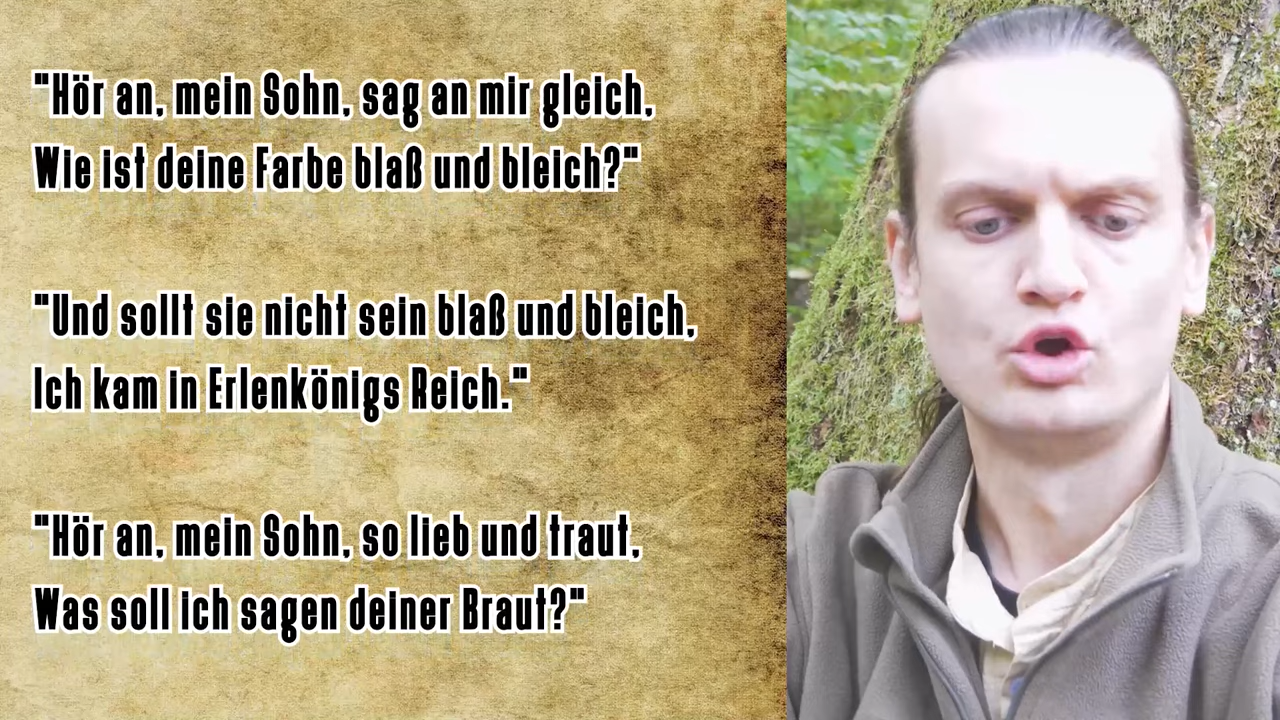 "Hör an, mein Sohn, sag an mir gleich,
Wie ist deine Farbe blaß und bleich?"
"Und sollt sie nicht sein blaß und bleich,
Ich kam in Erlenkönigs Reich."
"Hör an, mein Sohn, so lieb und traut,
Was soll ich sagen deiner Braut?"